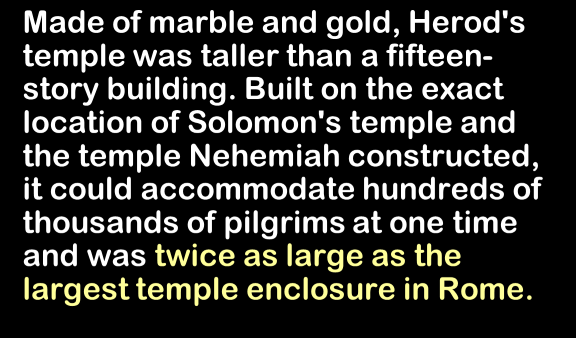 Made of marble and gold, Herod's
temple was taller than a fifteen-
story building. Built on the exact
location of Solomon's temple and
the temple Nehemiah constructed,
it could accommodate hundreds of
thousands of pilgrims at one time
and was twice as large as the
largest temple enclosure in Rome.